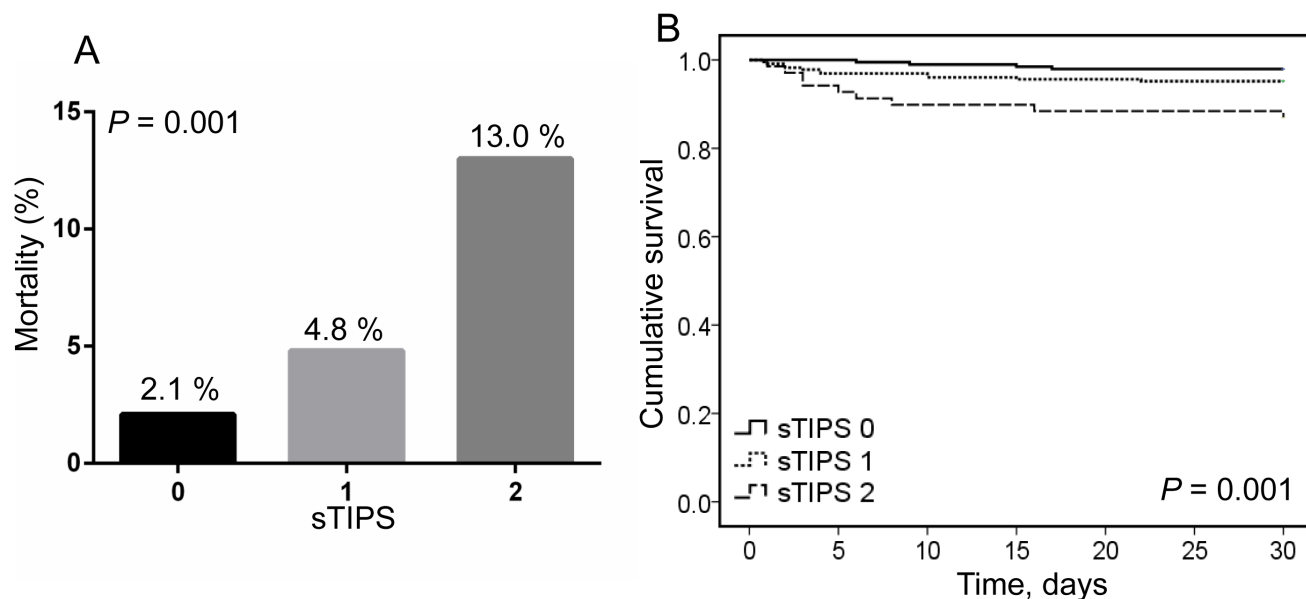 A
P = 0.001
15
10
5
0
Mortality (%)
2.1 %
4.8 %
13.0 %
0 1 2
sTIPS
B
1.0
0.8
0.6
0.4
0.2
0.0
Cumulative survival
sTIPS 0
sTIPS 1
sTIPS 2
P = 0.001
0 5 10 15 20 25 30
Time, days